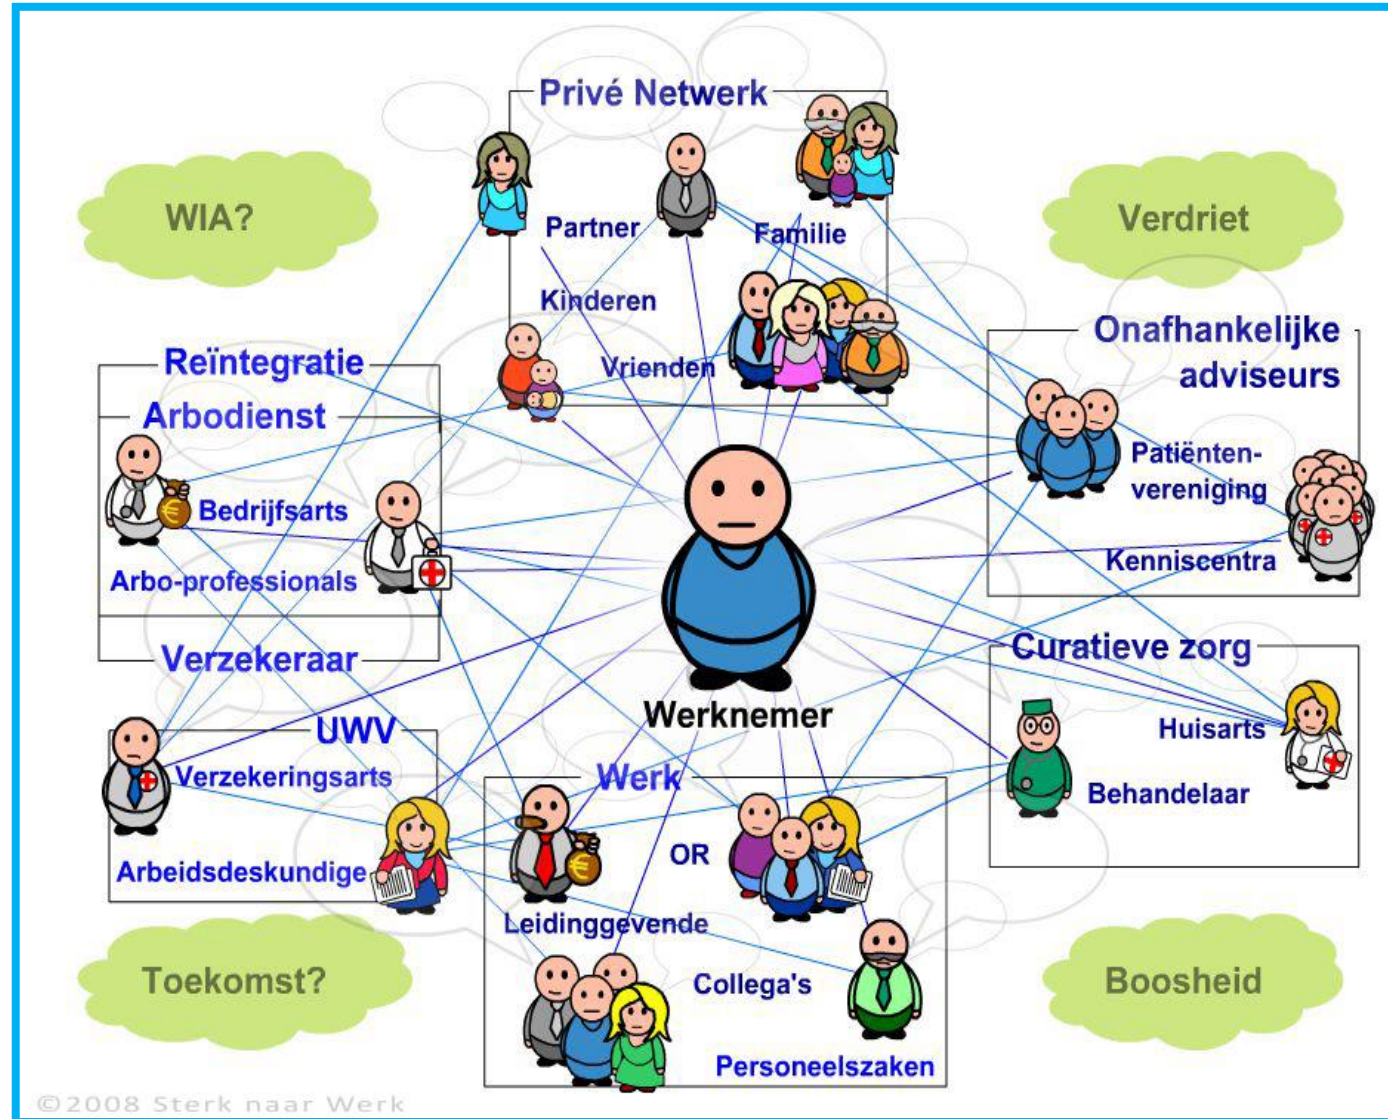 Privé Netwerk
WIA?
Verdriet
Partner
Familie
Kinderen
Vrienden
Onafhankelijke
adviseurs
Patiënten-
vereniging
Kenniscentra
Reïntegratie
Arbodienst
Bedrijfsarts
Arbo-professionals
Verzekeraar
Werknemer
Curatieve zorg
Huisarts
Behandelaar
UWV
Verzekeringsarts
Arbeidsdeskundige
Werk
OR
Leidinggevende
Collega's
Personeelszaken
Toekomst?
Boosheid
©2008 Sterk naar Werk